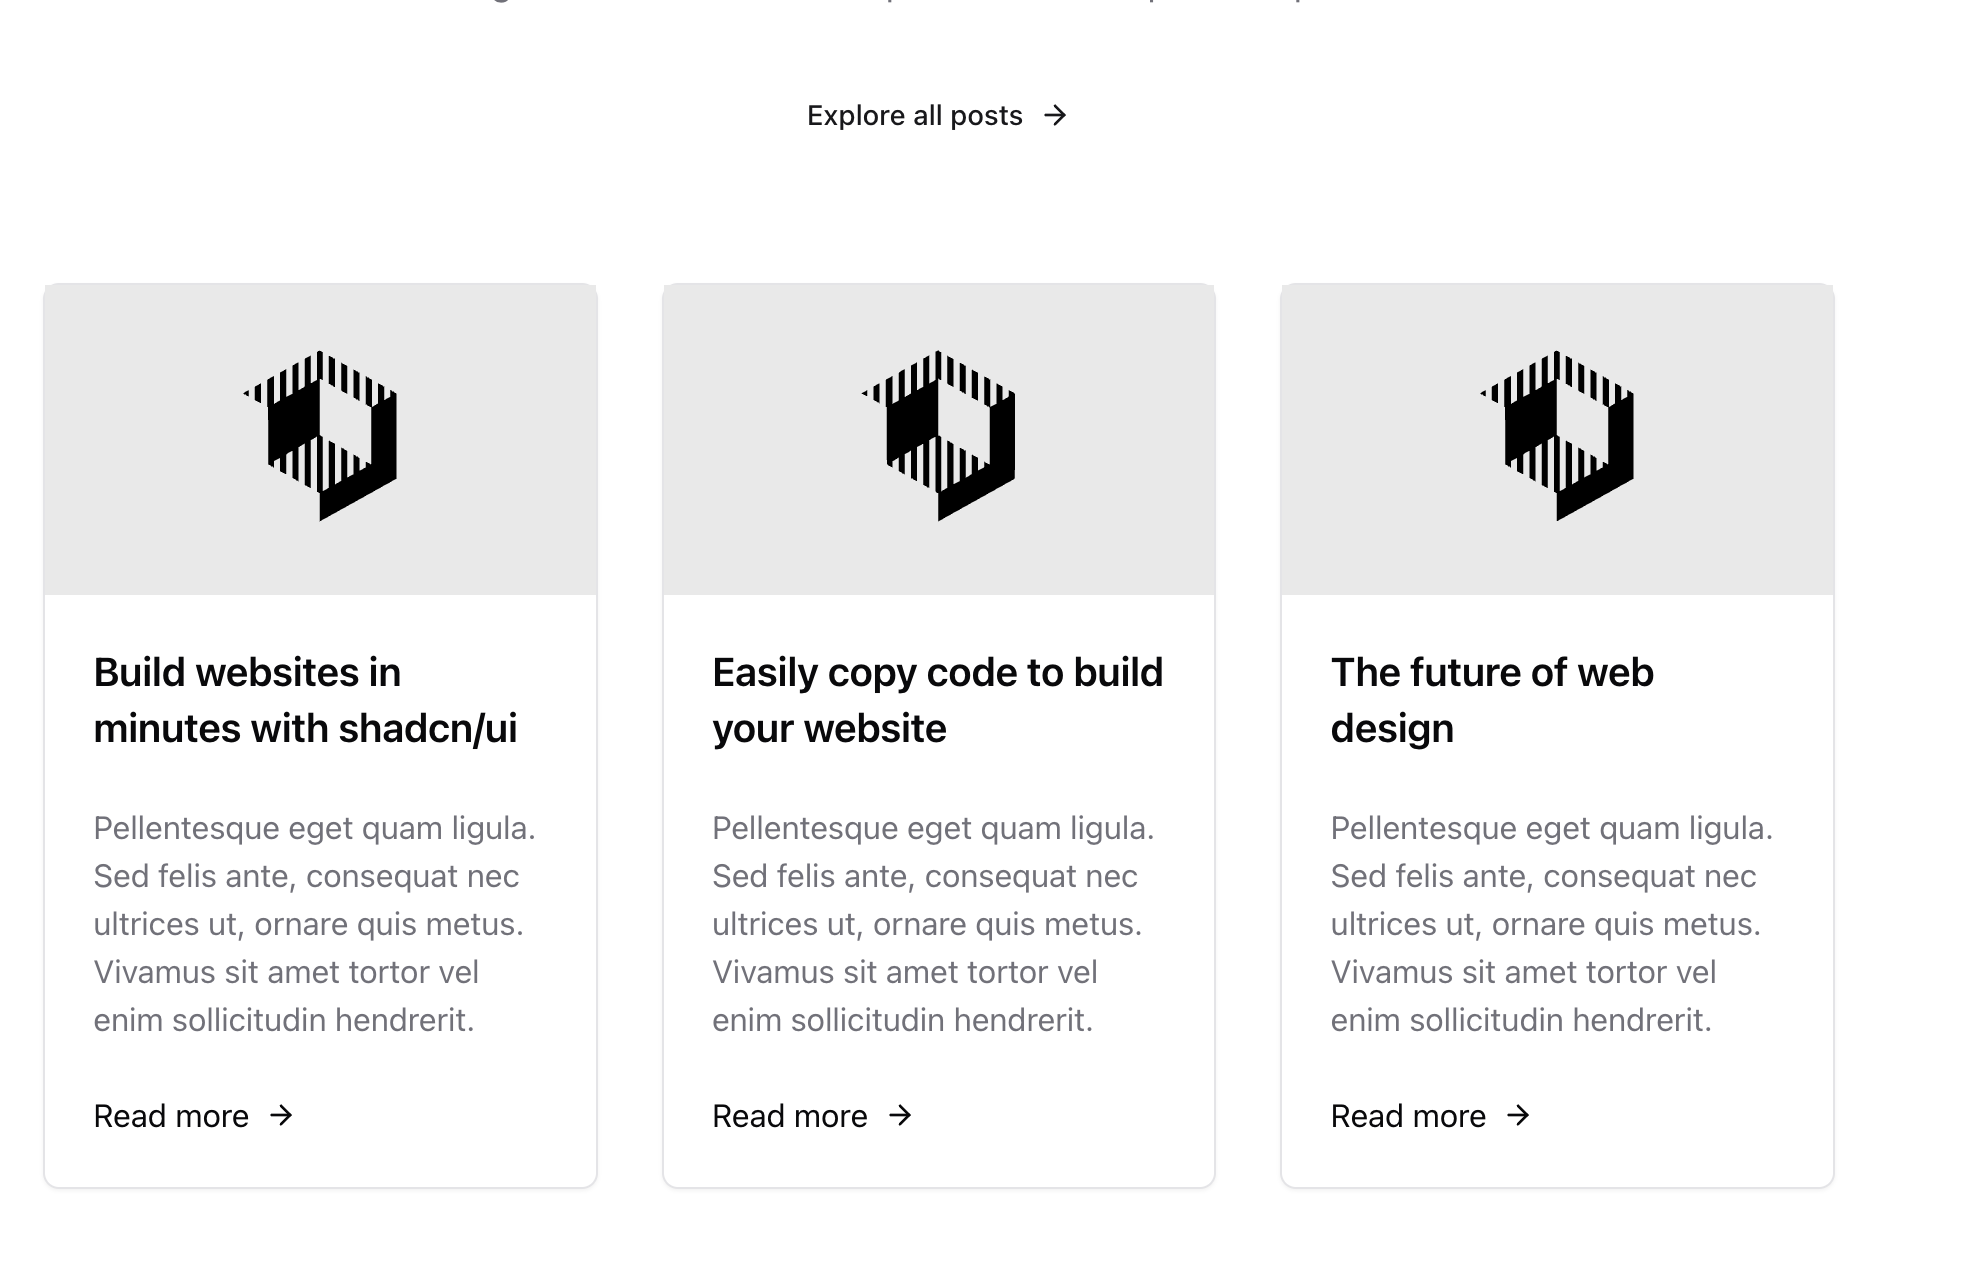 Explore all posts
Build websites in
minutes with shadcn/ui
Pellentesque eget quam ligula.
Sed felis ante, consequat nec
ultrices ut, ornare quis metus.
Vivamus sit amet tortor vel
enim sollicitudin hendrerit.
Read more
Easily copy code to build
your website
Pellentesque eget quam ligula.
Sed felis ante, consequat nec
ultrices ut, ornare quis metus.
Vivamus sit amet tortor vel
enim sollicitudin hendrerit.
Read more
The future of web
design
Pellentesque eget quam ligula.
Sed felis ante, consequat nec
ultrices ut, ornare quis metus.
Vivamus sit amet tortor vel
enim sollicitudin hendrerit.
Read more